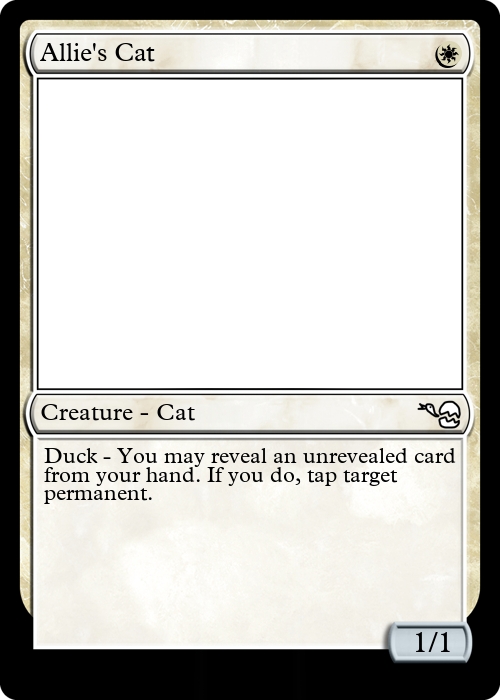 Allie's Cat
Creature - Cat
Duck - You may reveal an unrevealed card
from your hand. If you do, tap target
permanent.
1/1